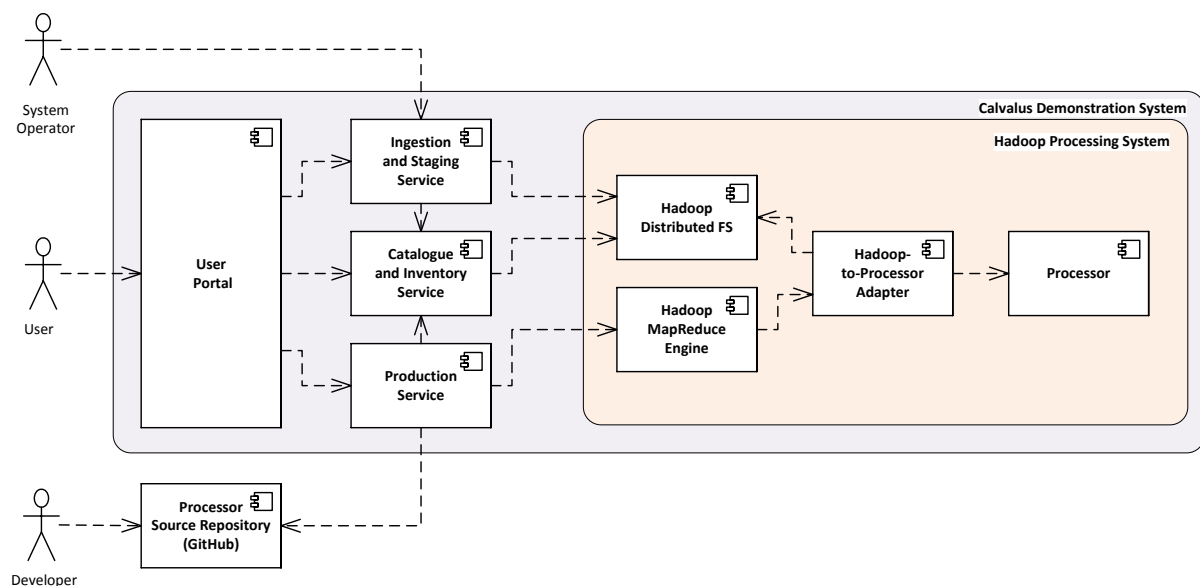 System
Operator
Calvalus Demonstration System
Hadoop Processing System
Ingestion
and Staging
Service
Hadoop
Distributed FS
User
Portal
Catalogue
and Inventory
Service
Hadoop-
to-Processor
Adapter
Processor
User
Hadoop
MapReduce
Engine
Production
Service
Processor
Source Repository
(GitHub)
Developer